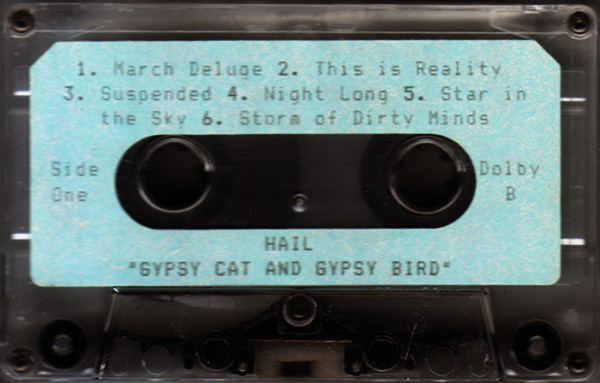 1. March Deluge 2. This is Reality
3. Suspended 4. Night Long 5. Star in
the Sky 6. Storm of Dirty Minds
Side
One
Dolby
B
HAIL
"GYPSY CAT AND GYPSY BIRD"